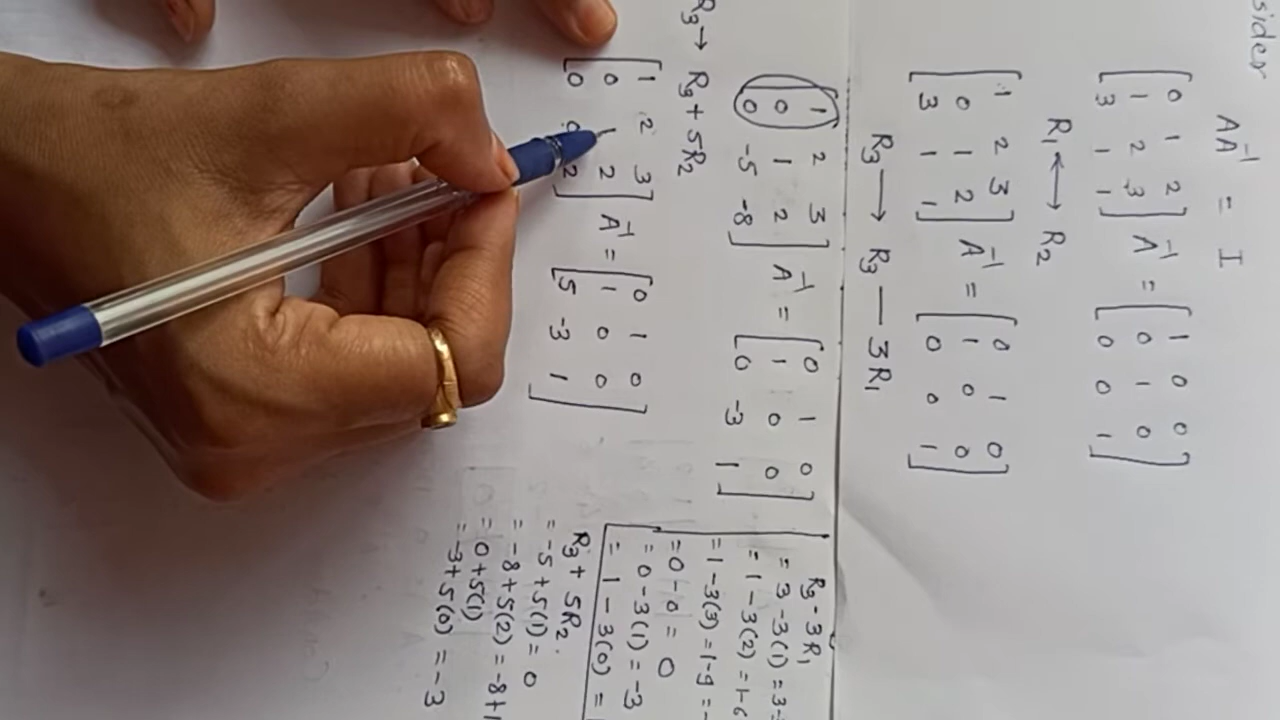 sider
AA⁻¹ = I
[0 1 2
1 2 3
3 1 1] A⁻¹ = [1 0 0
0 1 0
0 0 1]
R₁ ↔ R₂
[1 2 3
0 1 2
3 1 1] A⁻¹ = [0 1 0
1 0 0
0 0 1]
R₃ → R₃ − 3R₁
[1 2 3
0 1 2
0 -5 -8] A⁻¹ = [0 1 0
1 0 0
0 -3 1]
R₃ → R₃ + 5R₂
[1 2 3
0 1 2
0 0 2] A⁻¹ = [0 1 0
1 0 0
5 -3 1]
R₃ - 3R₁
= 3 - 3(1) = 3-
= 1 - 3(2) = 1-6
= 1 - 3(3) = 1-9 = -
= 0 - 0 = 0
= 0 - 3(1) = -3
= 1 - 3(0) =
R₃ + 5R₂.
= -5 + 5(1) = 0
= -8 + 5(2) = -8+1
= 0 + 5(1)
= -3 + 5(0) = -3